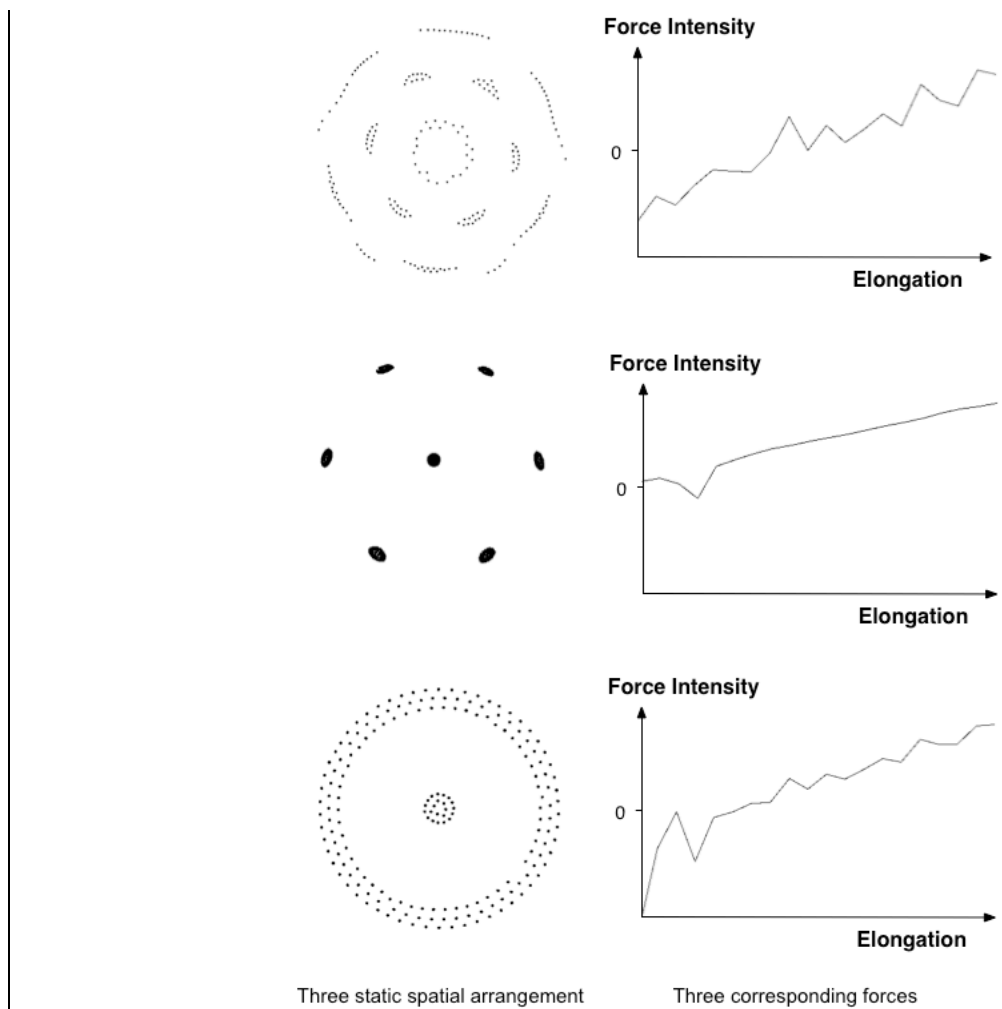 Force Intensity
0
Elongation
Force Intensity
0
Elongation
Force Intensity
0
Elongation
Three static spatial arrangement
Three corresponding forces